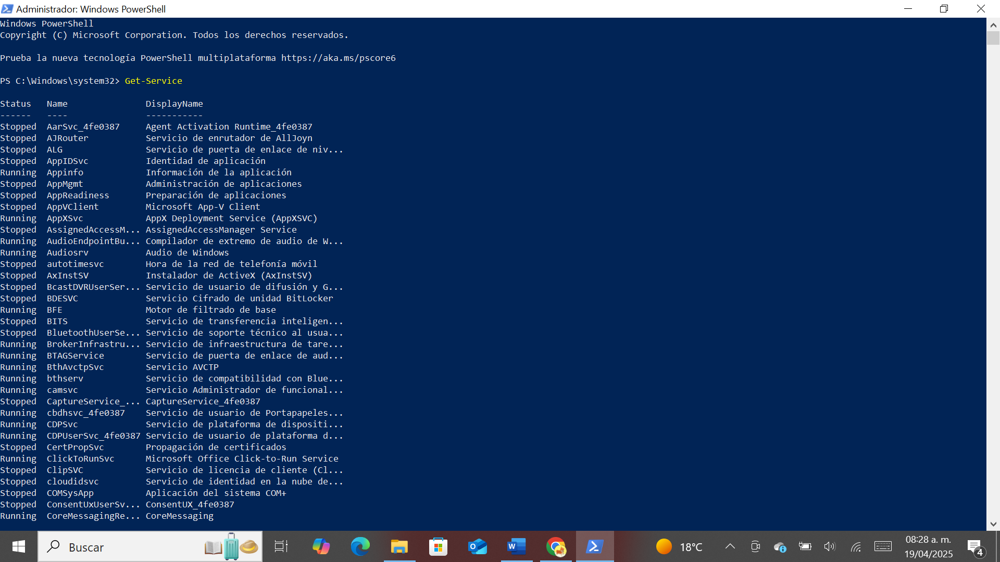 Administrador: Windows PowerShell
Windows PowerShell
Copyright (C) Microsoft Corporation. Todos los derechos reservados.
Prueba la nueva tecnología PowerShell multiplataforma https://aka.ms/pscore6
PS C:\Windows\system32> Get-Service
Status   Name               DisplayName
------   ----               -----------
Stopped  AarSvc_4fe0387     Agent Activation Runtime_4fe0387
Stopped  AJRouter           Servicio de enrutador de AllJoyn
Stopped  ALG                Servicio de puerta de enlace de niv...
Stopped  AppIDSvc           Identidad de aplicación
Running  Appinfo            Información de la aplicación
Stopped  AppMgmt            Administración de aplicaciones
Stopped  AppReadiness       Preparación de aplicaciones
Stopped  AppVClient         Microsoft App-V Client
Running  AppXSvc            AppX Deployment Service (AppXSVC)
Stopped  AssignedAccessM... AssignedAccessManager Service
Running  AudioEndpointBu... Compilador de extremo de audio de W...
Running  Audiosrv           Audio de Windows
Stopped  autotimesvc        Hora de la red de telefonía móvil
Stopped  AxInstSV           Instalador de ActiveX (AxInstSV)
Stopped  BcastDVRUserSer... Servicio de usuario de difusión y G...
Stopped  BDESVC             Servicio Cifrado de unidad BitLocker
Running  BFE                Motor de filtrado de base
Stopped  BITS               Servicio de transferencia inteligen...
Stopped  BluetoothUserSe... Servicio de soporte técnico al usua...
Running  BrokerInfrastru... Servicio de infraestructura de tare...
Running  BTAGService        Servicio de puerta de enlace de aud...
Running  BthAvctpSvc        Servicio AVCTP
Running  bthserv            Servicio de compatibilidad con Blue...
Running  camsvc             Servicio Administrador de funcional...
Stopped  CaptureService_... CaptureService_4fe0387
Running  cbdhsvc_4fe0387    Servicio de usuario de Portapapeles...
Running  CDPSvc             Servicio de plataforma de dispositi...
Running  CDPUserSvc_4fe0387 Servicio de usuario de plataforma d...
Stopped  CertPropSvc        Propagación de certificados
Running  ClickToRunSvc      Microsoft Office Click-to-Run Service
Stopped  ClipSVC            Servicio de licencia de cliente (Cl...
Stopped  cloudidsvc         Servicio de identidad en la nube de...
Stopped  COMSysApp          Aplicación del sistema COM+
Stopped  ConsentUxUserSv... ConsentUX_4fe0387
Running  CoreMessagingRe... CoreMessaging
Buscar
18°C
08:28 a. m.
19/04/2025
4